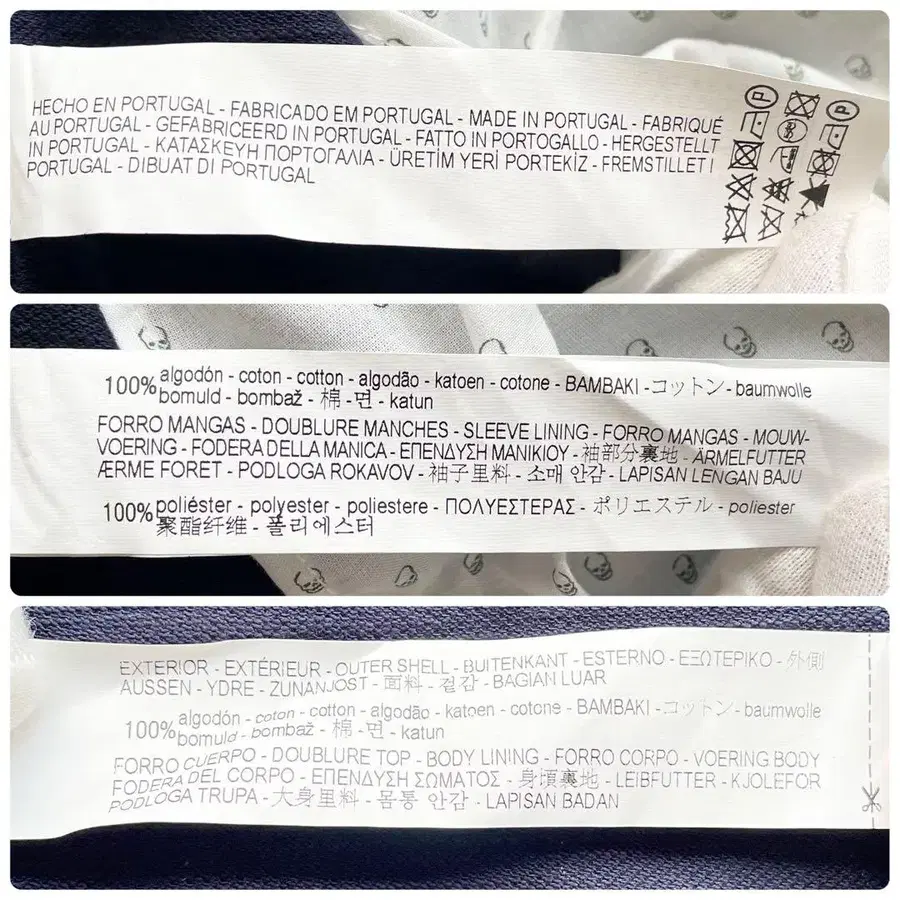 HECHO EN PORTUGAL - FABRICADO EM PORTUGAL - MADE IN PORTUGAL - FABRIQUÉ
AU PORTUGAL - GEFABRICEERD IN PORTUGAL - FATTO IN PORTOGALLO - HERGESTELLT
IN PORTUGAL - ΚΑΤΑΣΚΕΥΗ ΠΟΡΤΟΓΑΛΙΑ - ÜRETİM YERİ PORTEKİZ - FREMSTILLET I
PORTUGAL - DIBUAT DI PORTUGAL
100% algodón - coton - cotton - algodão - katoen - cotone - BAMBAKI - コットン - baumwolle
bomuld - bombaž - 棉 - 면 - katun
FORRO MANGAS - DOUBLURE MANCHES - SLEEVE LINING - FORRO MANGAS - MOUW-
VOERING - FODERA DELLA MANICA - ΕΠΕΝΔΥΣΗ ΜΑΝΙΚΙΟΥ - 袖部分裏地 - ÄRMELFUTTER
ÆRME FORET - PODLOGA ROKAVOV - 袖子里料 - 소매 안감 - LAPISAN LENGAN BAJU
100% poliéster - polyester - poliestere - ΠΟΛΥΕΣΤΕΡΑΣ - ポリエステル - poliester
聚酯纤维 - 폴리에스터
EXTERIOR - EXTÉRIEUR - OUTER SHELL - BUITENKANT - ESTERNO - ΕΞΩΤΕΡΙΚΟ - 外側
AUSSEN - YDRE - ZUNANJOST - 面料 - 겉감 - BAGIAN LUAR
100% algodón - coton - cotton - algodão - katoen - cotone - BAMBAKI - コットン - baumwolle
bomuld - bombaž - 棉 - 면 - katun
FORRO CUERPO - DOUBLURE TOP - BODY LINING - FORRO CORPO - VOERING BODY
FODERA DEL CORPO - ΕΠΕΝΔΥΣΗ ΣΩΜΑΤΟΣ - 身頃裏地 - LEIBFUTTER - KJOLEFOR
PODLOGA TRUPA - 大身里料 - 몸통 안감 - LAPISAN BADAN